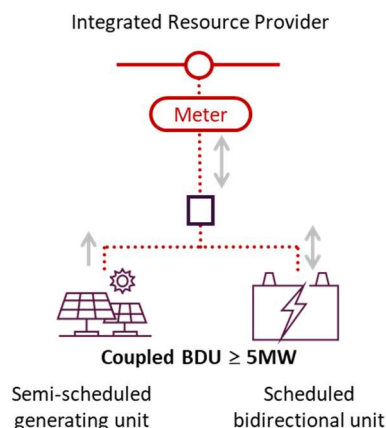 Integrated Resource Provider
Meter
Coupled BDU ≥ 5MW
Semi-scheduled
generating unit
Scheduled
bidirectional unit